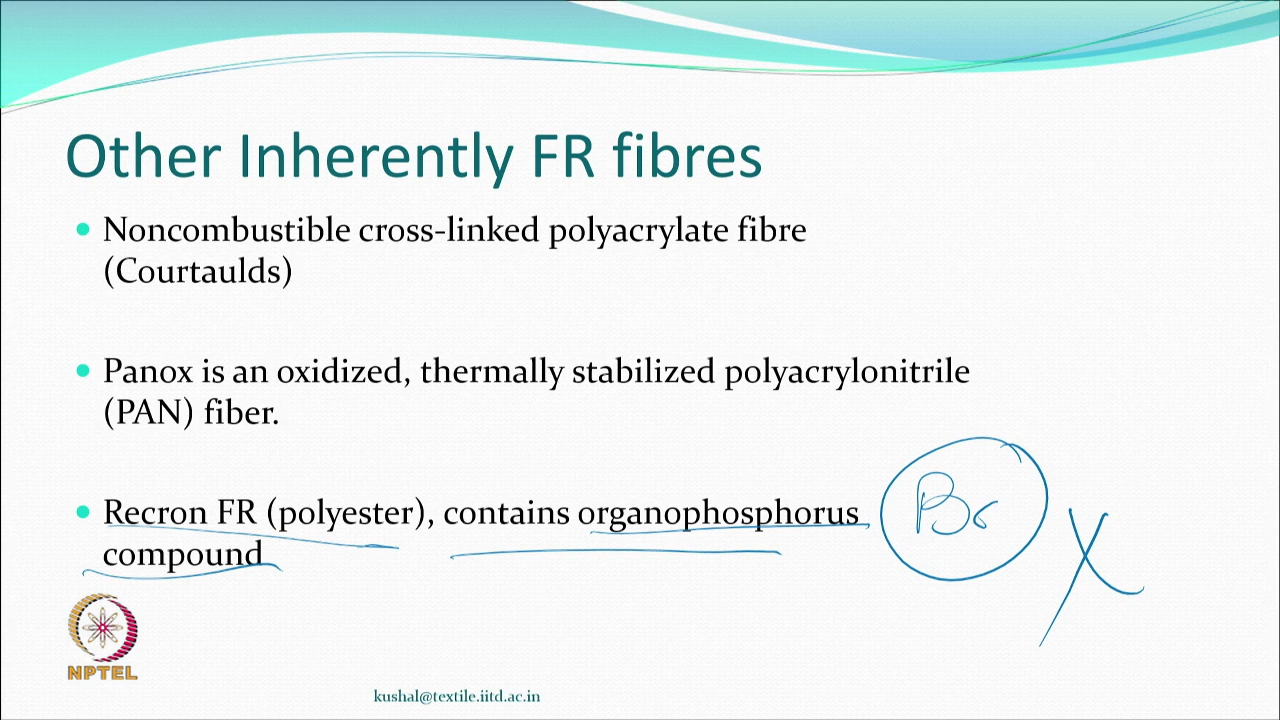 Other Inherently FR fibres
Noncombustible cross-linked polyacrylate fibre
(Courtaulds)
Panox is an oxidized, thermally stabilized polyacrylonitrile
(PAN) fiber.
Recron FR (polyester), contains organophosphorus
compound
Br
X
NPTEL
kushal@textile.iitd.ac.in